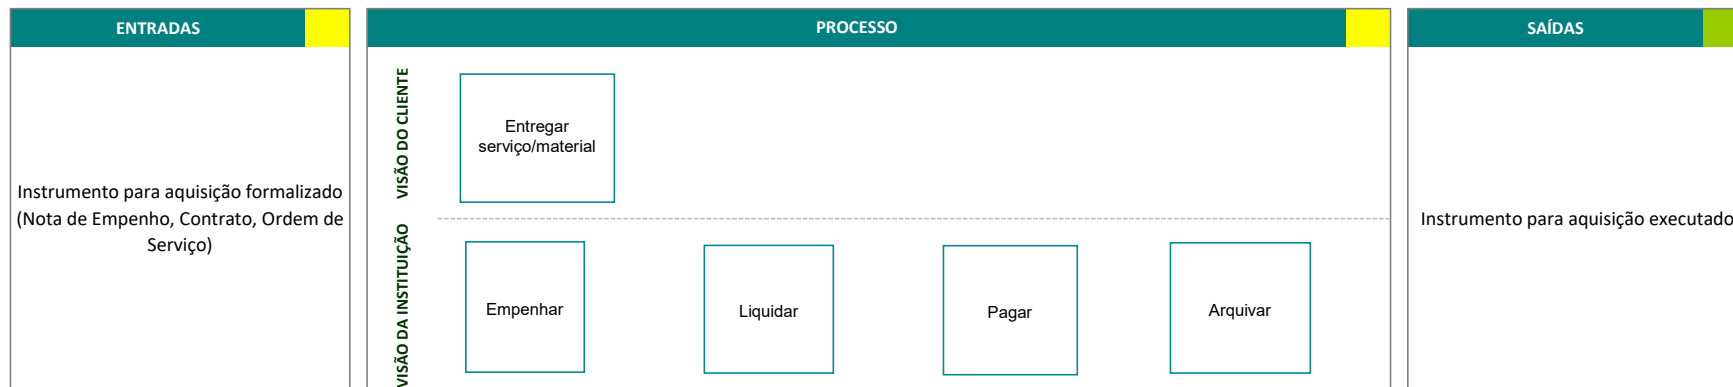 ENTRADAS
Instrumento para aquisição formalizado
(Nota de Empenho, Contrato, Ordem de
Serviço)
PROCESSO
VISÃO DO CLIENTE
Entregar
serviço/material
VISÃO DA INSTITUIÇÃO
Empenhar
Liquidar
Pagar
Arquivar
SAÍDAS
Instrumento para aquisição executado